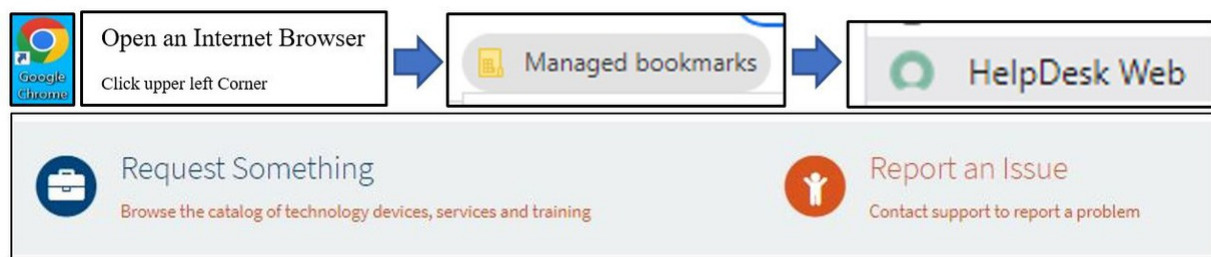 Google
Chrome
Open an Internet Browser
Click upper left Corner
Managed bookmarks
HelpDesk Web
Request Something
Browse the catalog of technology devices, services and training
Report an Issue
Contact support to report a problem